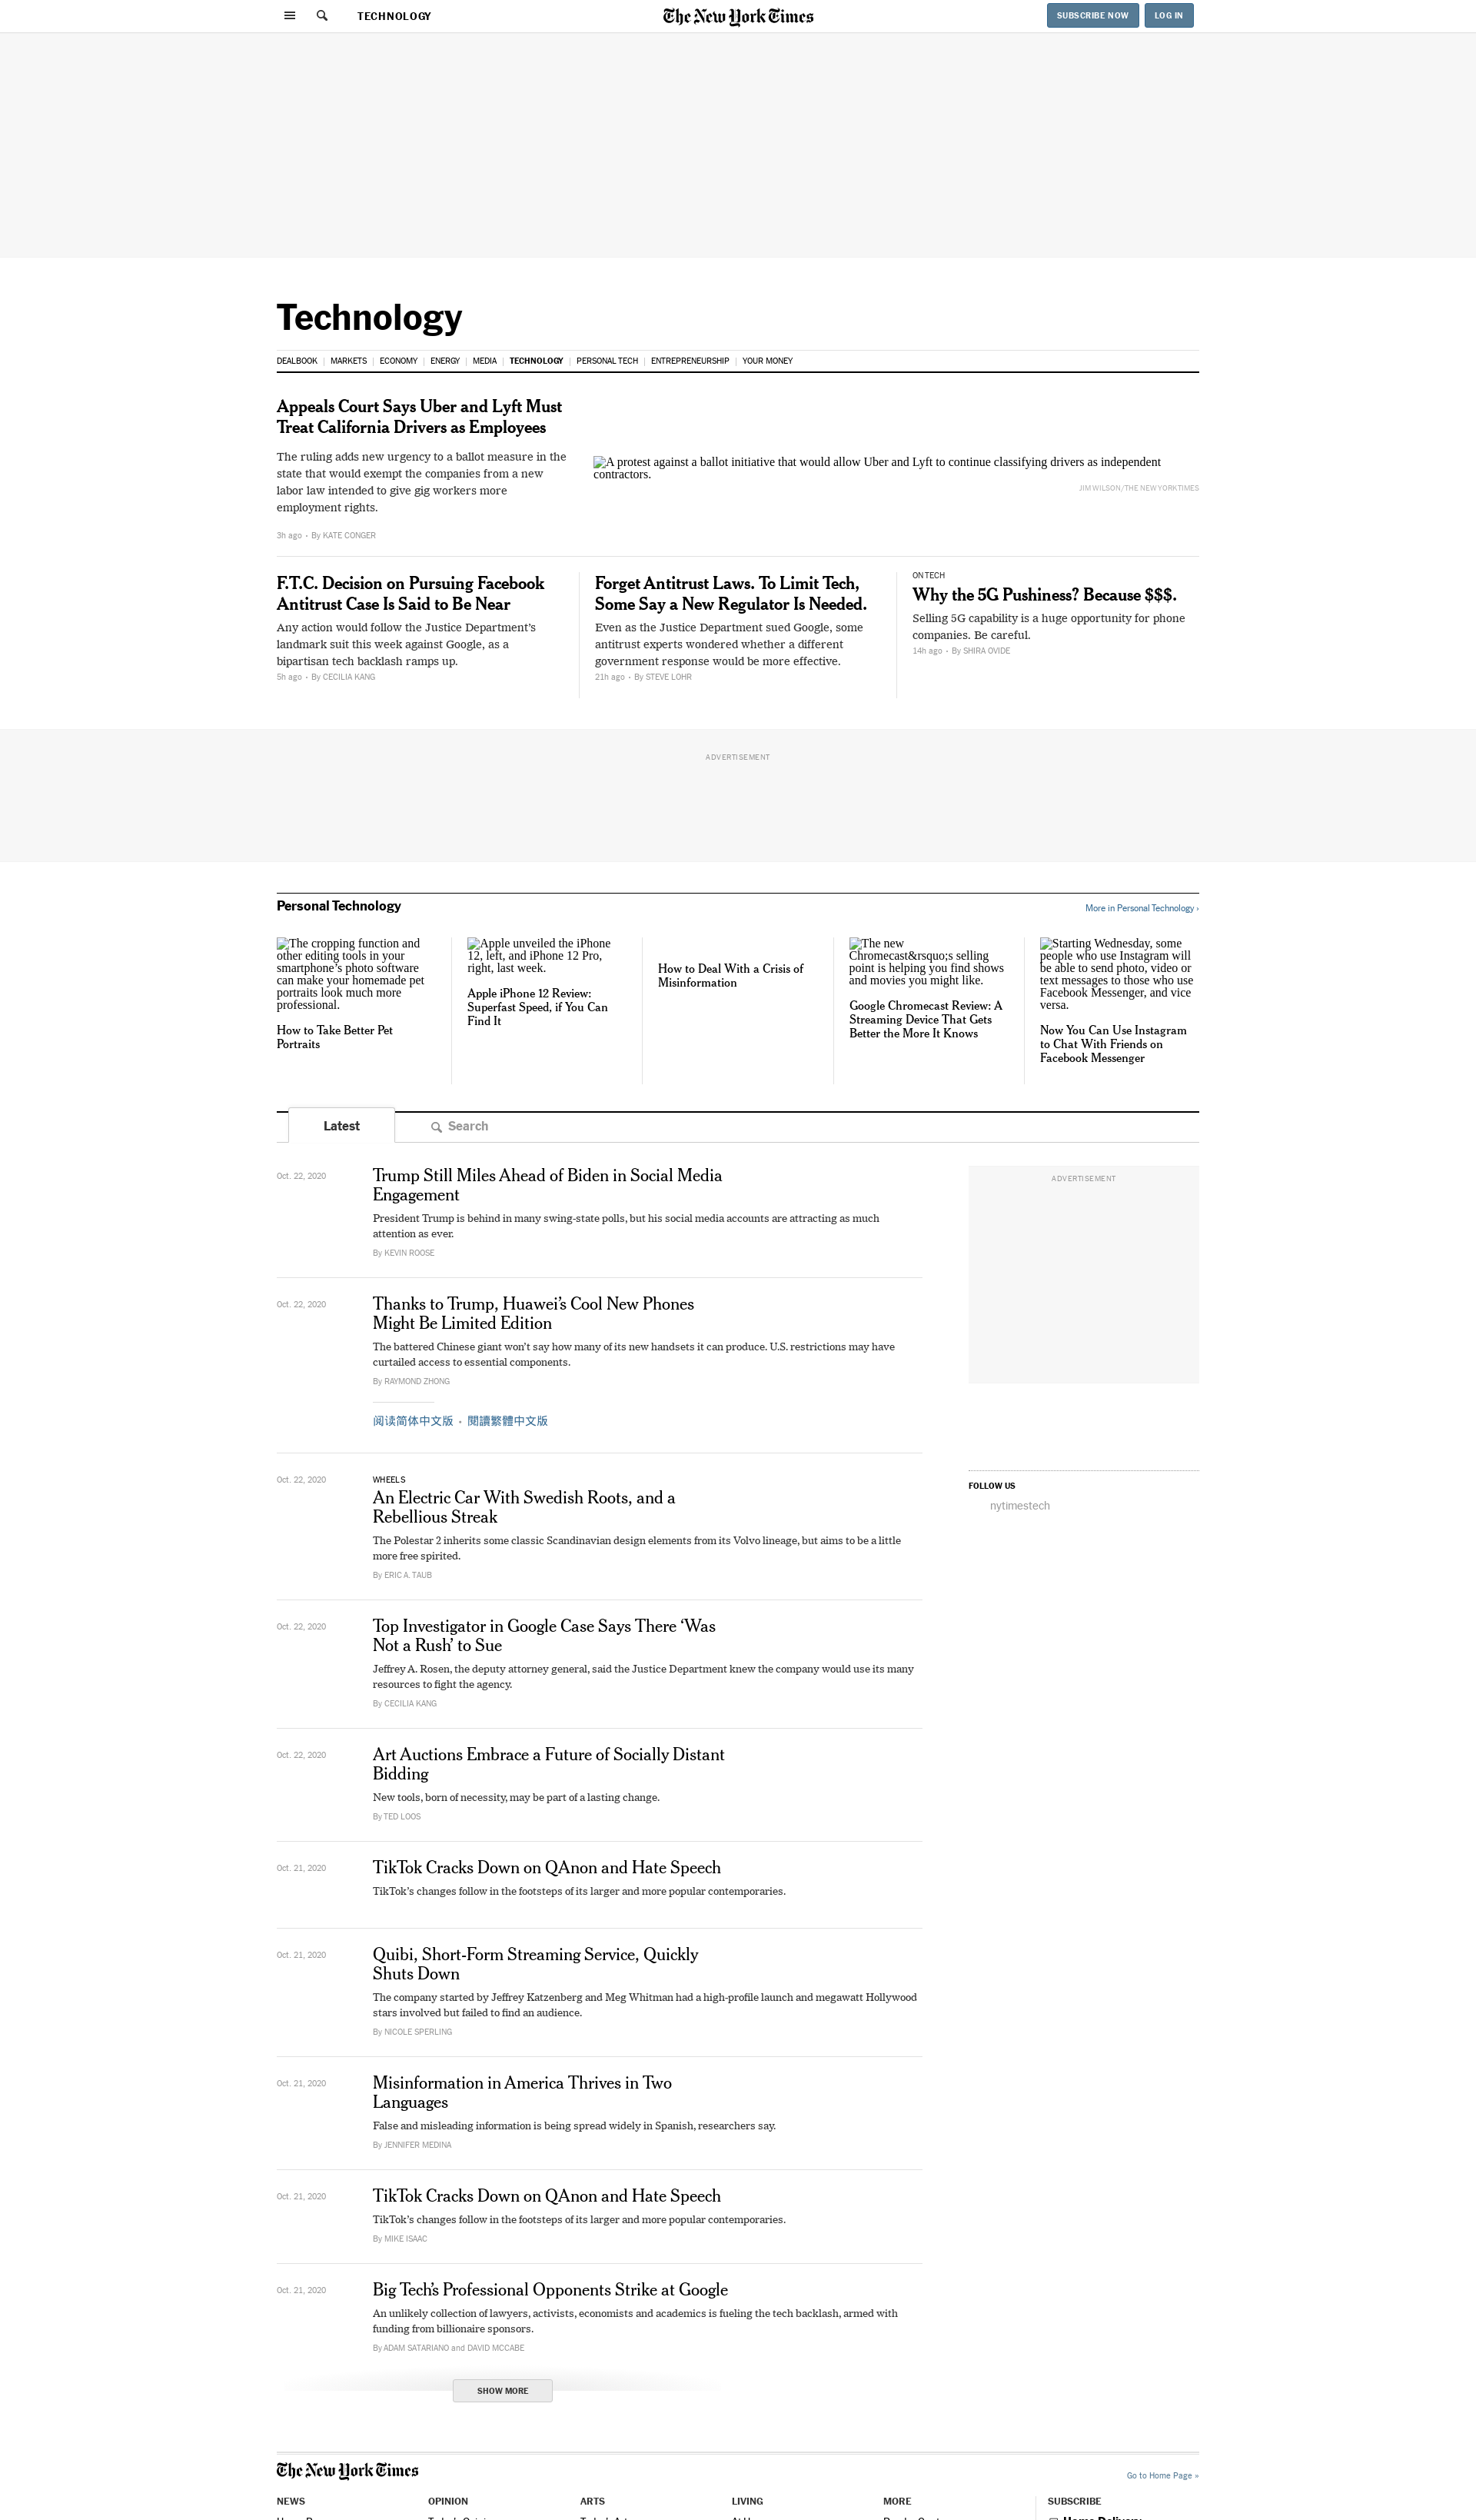 TECHNOLOGY
The New York Times
SUBSCRIBE NOW
LOG IN
Technology
DEALBOOK
MARKETS
ECONOMY
ENERGY
MEDIA
TECHNOLOGY
PERSONAL TECH
ENTREPRENEURSHIP
YOUR MONEY
Appeals Court Says Uber and Lyft Must
Treat California Drivers as Employees
The ruling adds new urgency to a ballot measure in the
state that would exempt the companies from a new
labor law intended to give gig workers more
employment rights.
3h ago • By KATE CONGER
A protest against a ballot initiative that would allow Uber and Lyft to continue classifying drivers as independent
contractors.
JIM WILSON/THE NEW YORK TIMES
F.T.C. Decision on Pursuing Facebook
Antitrust Case Is Said to Be Near
Any action would follow the Justice Department’s
landmark suit this week against Google, as a
bipartisan tech backlash ramps up.
5h ago • By CECILIA KANG
Forget Antitrust Laws. To Limit Tech,
Some Say a New Regulator Is Needed.
Even as the Justice Department sued Google, some
antitrust experts wondered whether a different
government response would be more effective.
21h ago • By STEVE LOHR
ON TECH
Why the 5G Pushiness? Because $$$.
Selling 5G capability is a huge opportunity for phone
companies. Be careful.
14h ago • By SHIRA OVIDE
ADVERTISEMENT
Personal Technology
More in Personal Technology ›
The cropping function and
other editing tools in your
smartphone’s photo software
can make your homemade pet
portraits look much more
professional.
How to Take Better Pet
Portraits
Apple unveiled the iPhone
12, left, and iPhone 12 Pro,
right, last week.
Apple iPhone 12 Review:
Superfast Speed, if You Can
Find It
How to Deal With a Crisis of
Misinformation
The new
Chromecast&rsquo;s selling
point is helping you find shows
and movies you might like.
Google Chromecast Review: A
Streaming Device That Gets
Better the More It Knows
Starting Wednesday, some
people who use Instagram will
be able to send photo, video or
text messages to those who use
Facebook Messenger, and vice
versa.
Now You Can Use Instagram
to Chat With Friends on
Facebook Messenger
Latest
Search
Oct. 22, 2020
Trump Still Miles Ahead of Biden in Social Media
Engagement
President Trump is behind in many swing-state polls, but his social media accounts are attracting as much
attention as ever.
By KEVIN ROOSE
ADVERTISEMENT
Oct. 22, 2020
Thanks to Trump, Huawei’s Cool New Phones
Might Be Limited Edition
The battered Chinese giant won’t say how many of its new handsets it can produce. U.S. restrictions may have
curtailed access to essential components.
By RAYMOND ZHONG
阅读简体中文版 • 閱讀繁體中文版
FOLLOW US
nytimestech
Oct. 22, 2020
WHEELS
An Electric Car With Swedish Roots, and a
Rebellious Streak
The Polestar 2 inherits some classic Scandinavian design elements from its Volvo lineage, but aims to be a little
more free spirited.
By ERIC A. TAUB
Oct. 22, 2020
Top Investigator in Google Case Says There ‘Was
Not a Rush’ to Sue
Jeffrey A. Rosen, the deputy attorney general, said the Justice Department knew the company would use its many
resources to fight the agency.
By CECILIA KANG
Oct. 22, 2020
Art Auctions Embrace a Future of Socially Distant
Bidding
New tools, born of necessity, may be part of a lasting change.
By TED LOOS
Oct. 21, 2020
TikTok Cracks Down on QAnon and Hate Speech
TikTok’s changes follow in the footsteps of its larger and more popular contemporaries.
Oct. 21, 2020
Quibi, Short-Form Streaming Service, Quickly
Shuts Down
The company started by Jeffrey Katzenberg and Meg Whitman had a high-profile launch and megawatt Hollywood
stars involved but failed to find an audience.
By NICOLE SPERLING
Oct. 21, 2020
Misinformation in America Thrives in Two
Languages
False and misleading information is being spread widely in Spanish, researchers say.
By JENNIFER MEDINA
Oct. 21, 2020
TikTok Cracks Down on QAnon and Hate Speech
TikTok’s changes follow in the footsteps of its larger and more popular contemporaries.
By MIKE ISAAC
Oct. 21, 2020
Big Tech’s Professional Opponents Strike at Google
An unlikely collection of lawyers, activists, economists and academics is fueling the tech backlash, armed with
funding from billionaire sponsors.
By ADAM SATARIANO and DAVID MCCABE
SHOW MORE
The New York Times
Go to Home Page »
NEWS
OPINION
ARTS
LIVING
MORE
SUBSCRIBE